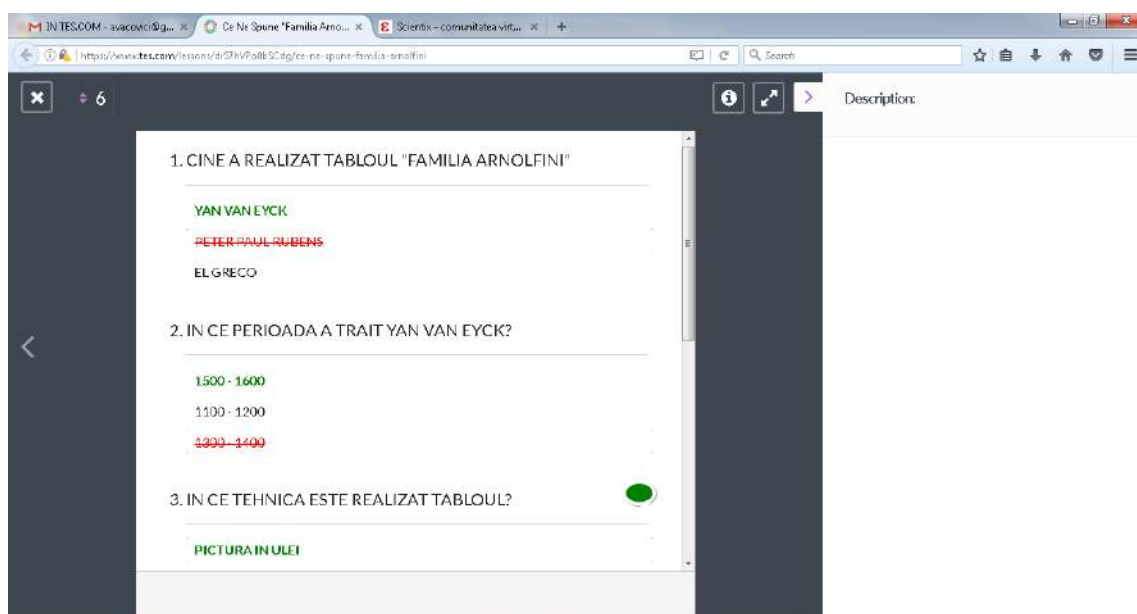 IN TES.COM - avacovici@g... ×
Ce Ne Spune "Familia Arno... ×
Scientix – comunitatea virt... ×
+
https://www.tes.com/lessons/ /ce-ne-spune-familia-arnolfini
Search
6
Description:
1. CINE A REALIZAT TABLOUL "FAMILIA ARNOLFINI"
YAN VAN EYCK
PETER PAUL RUBENS
EL GRECO
2. IN CE PERIOADA A TRAIT YAN VAN EYCK?
1500 - 1600
1100 - 1200
1300 - 1400
3. IN CE TEHNICA ESTE REALIZAT TABLOUL?
PICTURA IN ULEI